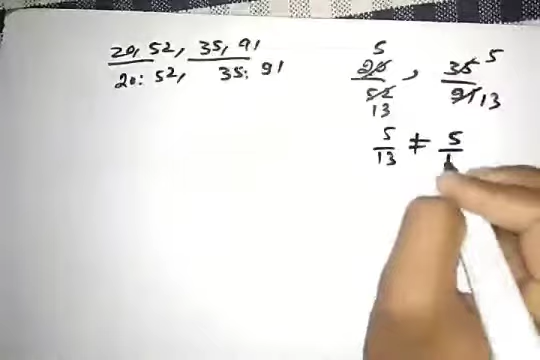 20, 52, 35, 91
20: 52, 35: 91
5 5
20/52 , 35/91
13 13
5/13 ≠ 5/1